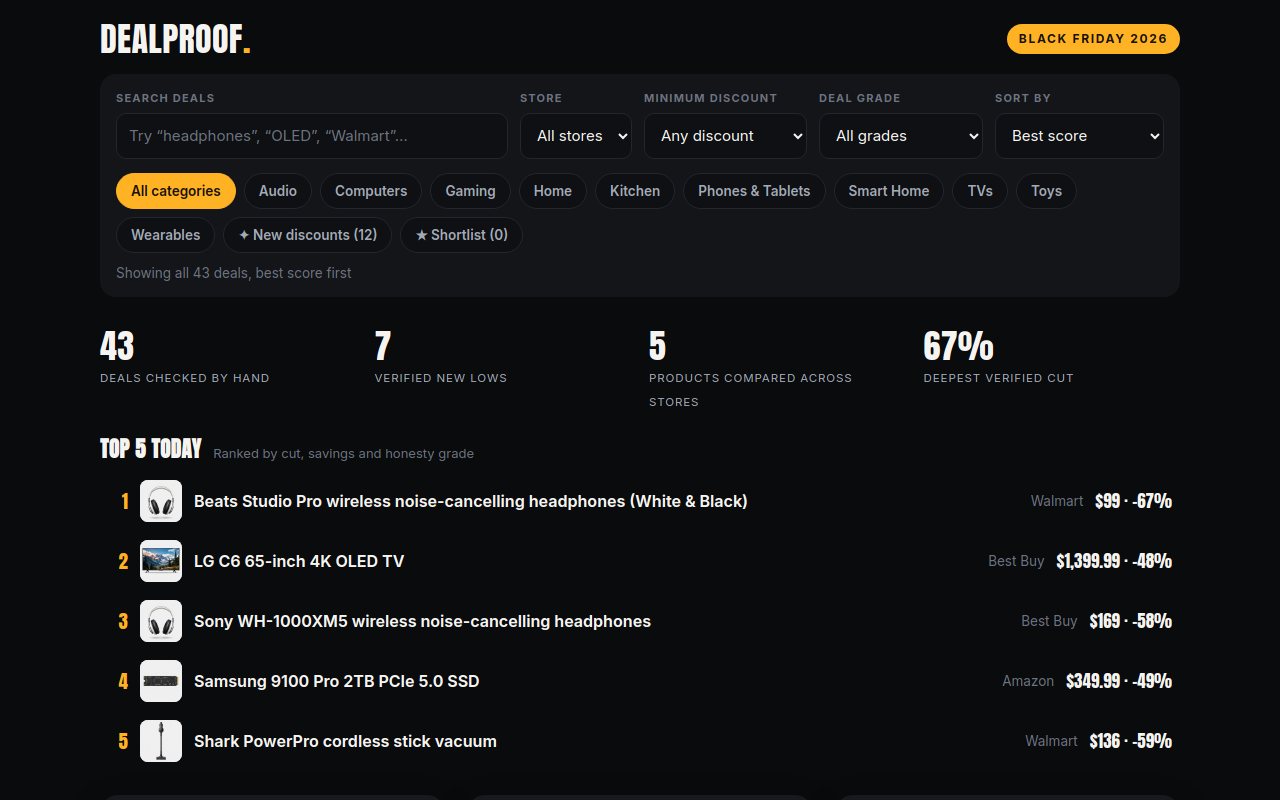 DEALPROOF.
BLACK FRIDAY 2026
SEARCH DEALS
STORE
MINIMUM DISCOUNT
DEAL GRADE
SORT BY
Try “headphones”, “OLED”, “Walmart”…
All stores
Any discount
All grades
Best score
All categories
Audio
Computers
Gaming
Home
Kitchen
Phones & Tablets
Smart Home
TVs
Toys
Wearables
✦ New discounts (12)
★ Shortlist (0)
Showing all 43 deals, best score first
43
DEALS CHECKED BY HAND
7
VERIFIED NEW LOWS
5
PRODUCTS COMPARED ACROSS
STORES
67%
DEEPEST VERIFIED CUT
TOP 5 TODAY Ranked by cut, savings and honesty grade
1 Beats Studio Pro wireless noise-cancelling headphones (White & Black) Walmart $99 · -67%
2 LG C6 65-inch 4K OLED TV Best Buy $1,399.99 · -48%
3 Sony WH-1000XM5 wireless noise-cancelling headphones Best Buy $169 · -58%
4 Samsung 9100 Pro 2TB PCIe 5.0 SSD Amazon $349.99 · -49%
5 Shark PowerPro cordless stick vacuum Walmart $136 · -59%